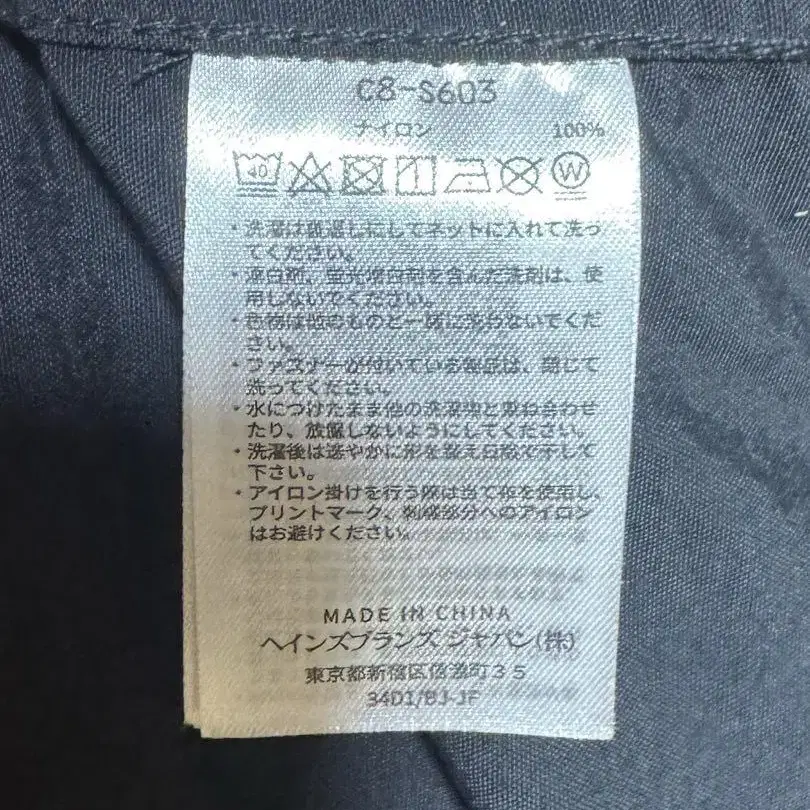 C8-S603
ナイロン 100%
40
W
・洗濯は裏返しにしてネットに入れて洗っ
てください。
・漂白剤、蛍光増白剤を含んだ洗剤は、使
用しないでください。
・色物は他のものと一緒に洗わないでくだ
さい。
・ファスナーが付いている製品は、閉じて
洗ってください。
・水につけたまま他の洗濯物と重ね合わせ
たり、放置しないようにしてください。
・洗濯後は速やかに形を整え日陰で干して
下さい。
・アイロン掛けを行う際は当て布を使用し、
プリントマーク、刺繍部分へのアイロン
はお避けください。
MADE IN CHINA
ヘインズブランズ ジャパン(株)
東京都新宿区信濃町35
34D1/BJ-JF